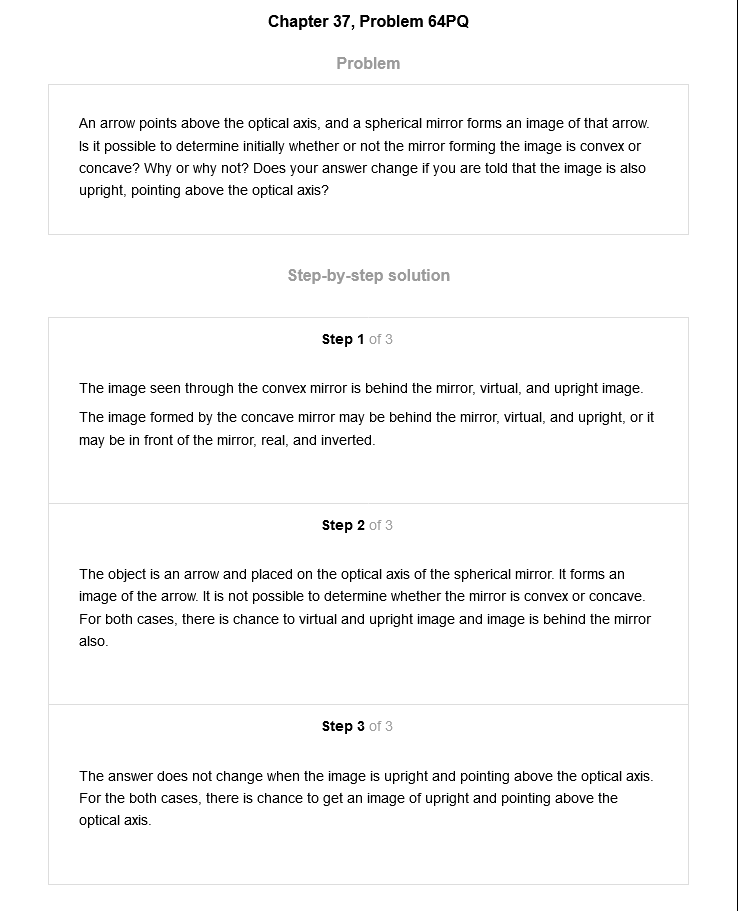 Chapter 37, Problem 64PQ
Problem
An arrow points above the optical axis, and a spherical mirror forms an image of that arrow.
Is it possible to determine initially whether or not the mirror forming the image is convex or
concave? Why or why not? Does your answer change if you are told that the image is also
upright, pointing above the optical axis?
Step-by-step solution
Step 1 of 3
The image seen through the convex mirror is behind the mirror, virtual, and upright image.
The image formed by the concave mirror may be behind the mirror, virtual, and upright, or it
may be in front of the mirror, real, and inverted.
Step 2 of 3
The object is an arrow and placed on the optical axis of the spherical mirror. It forms an
image of the arrow. It is not possible to determine whether the mirror is convex or concave.
For both cases, there is chance to virtual and upright image and image is behind the mirror
also.
Step 3 of 3
The answer does not change when the image is upright and pointing above the optical axis.
For the both cases, there is chance to get an image of upright and pointing above the
optical axis.